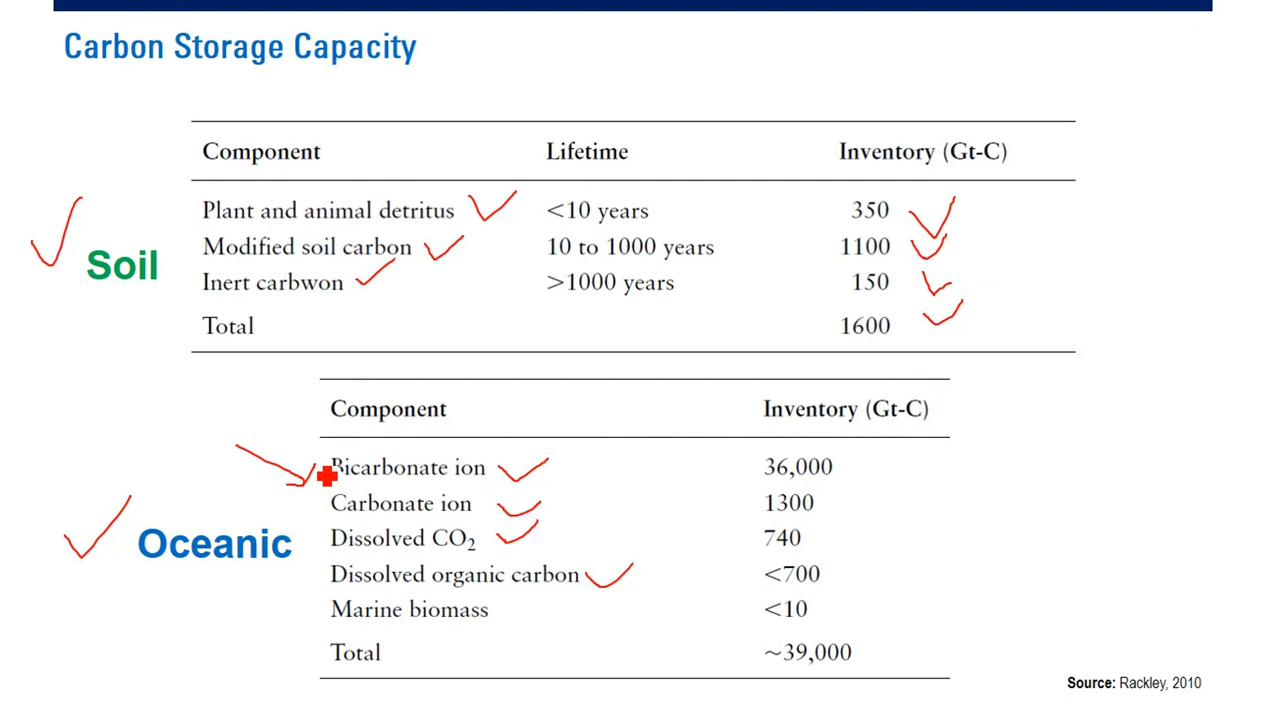 Carbon Storage Capacity
Component Lifetime Inventory (Gt-C)
Plant and animal detritus <10 years 350
Modified soil carbon 10 to 1000 years 1100
Soil
Inert carbwon >1000 years 150
Total 1600
Component Inventory (Gt-C)
Bicarbonate ion 36,000
Carbonate ion 1300
Oceanic
Dissolved CO₂ 740
Dissolved organic carbon <700
Marine biomass <10
Total ~39,000
Source: Rackley, 2010